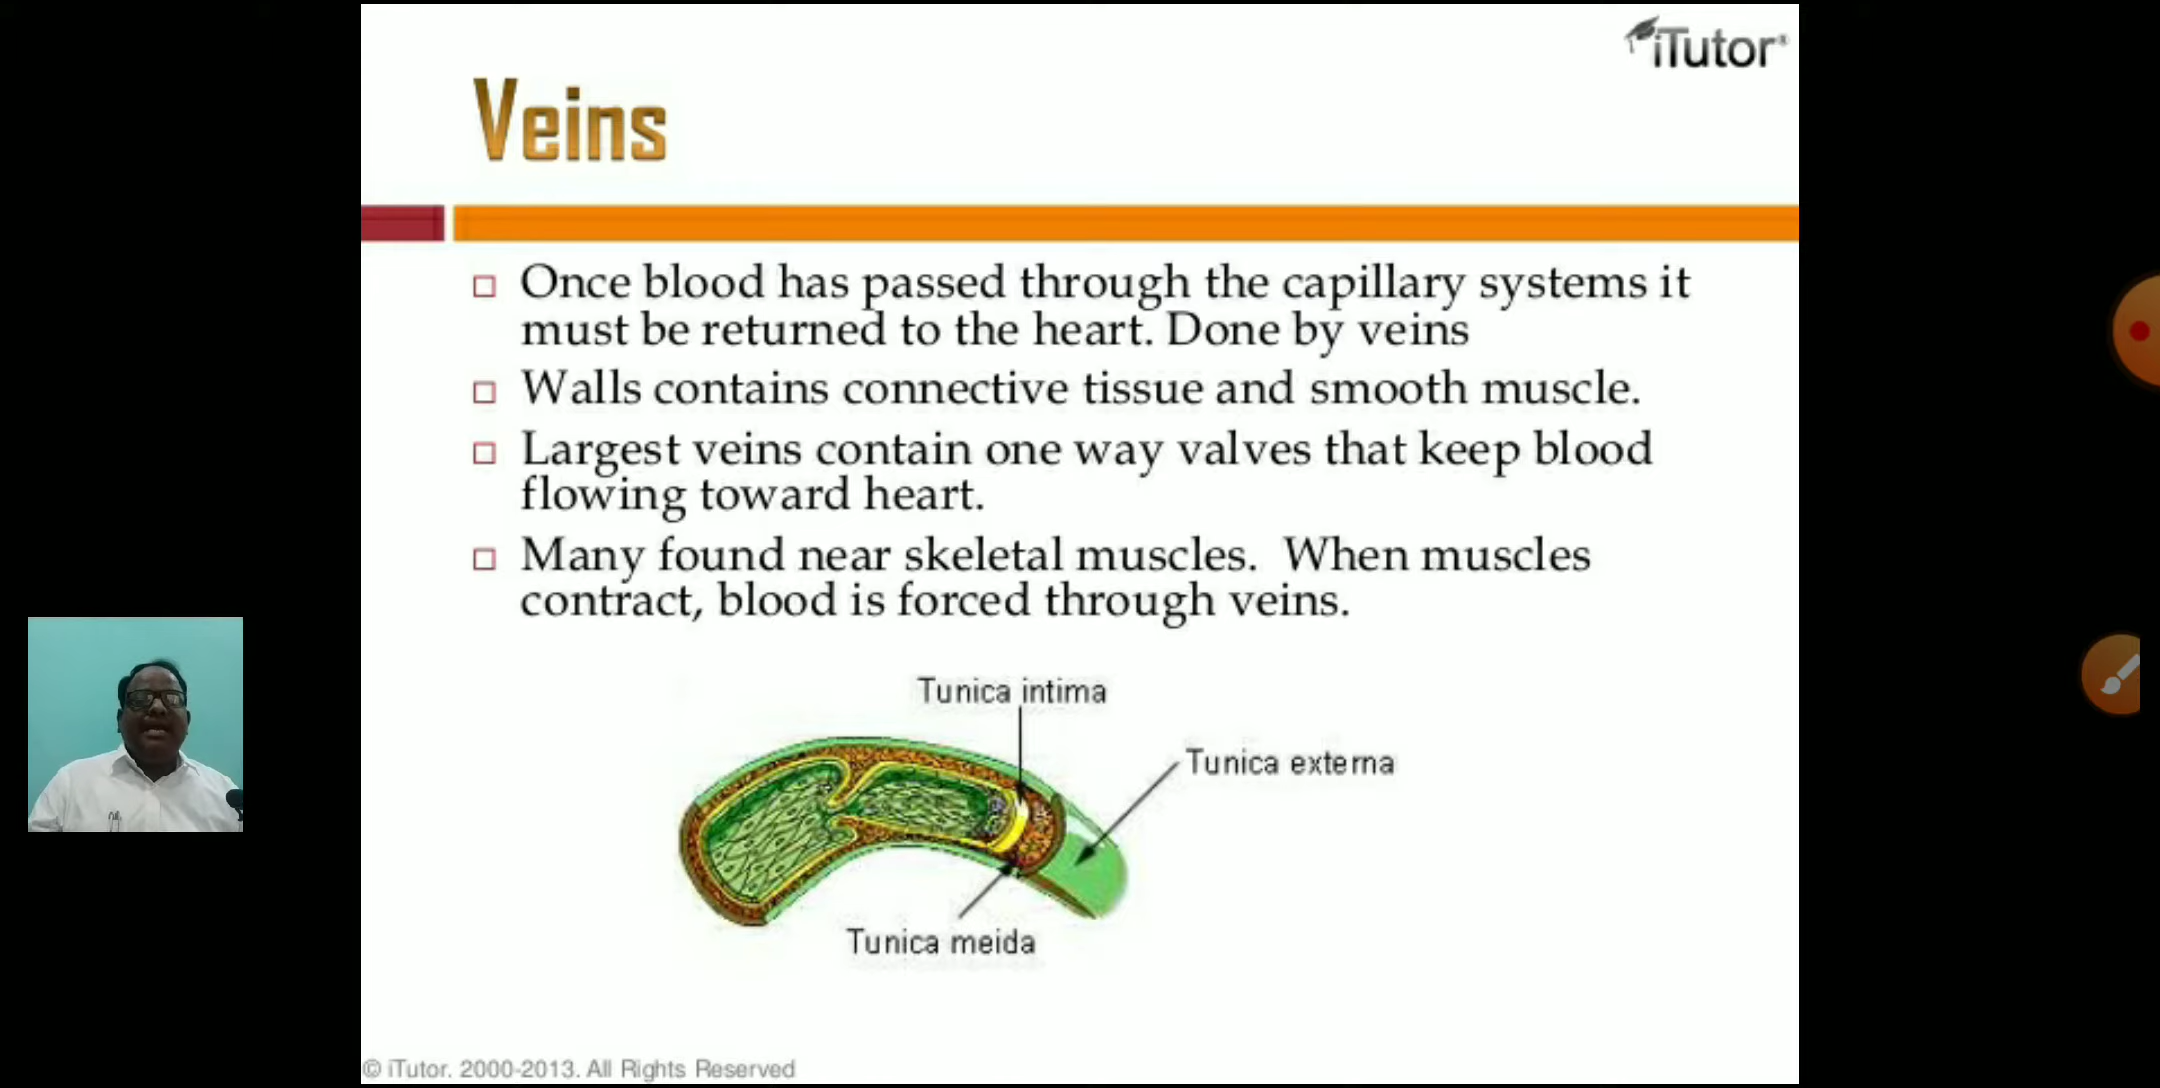 iTutor®
Veins
Once blood has passed through the capillary systems it
must be returned to the heart. Done by veins
Walls contains connective tissue and smooth muscle.
Largest veins contain one way valves that keep blood
flowing toward heart.
Many found near skeletal muscles.  When muscles
contract, blood is forced through veins.
Tunica intima
Tunica externa
Tunica meida
© iTutor. 2000-2013. All Rights Reserved